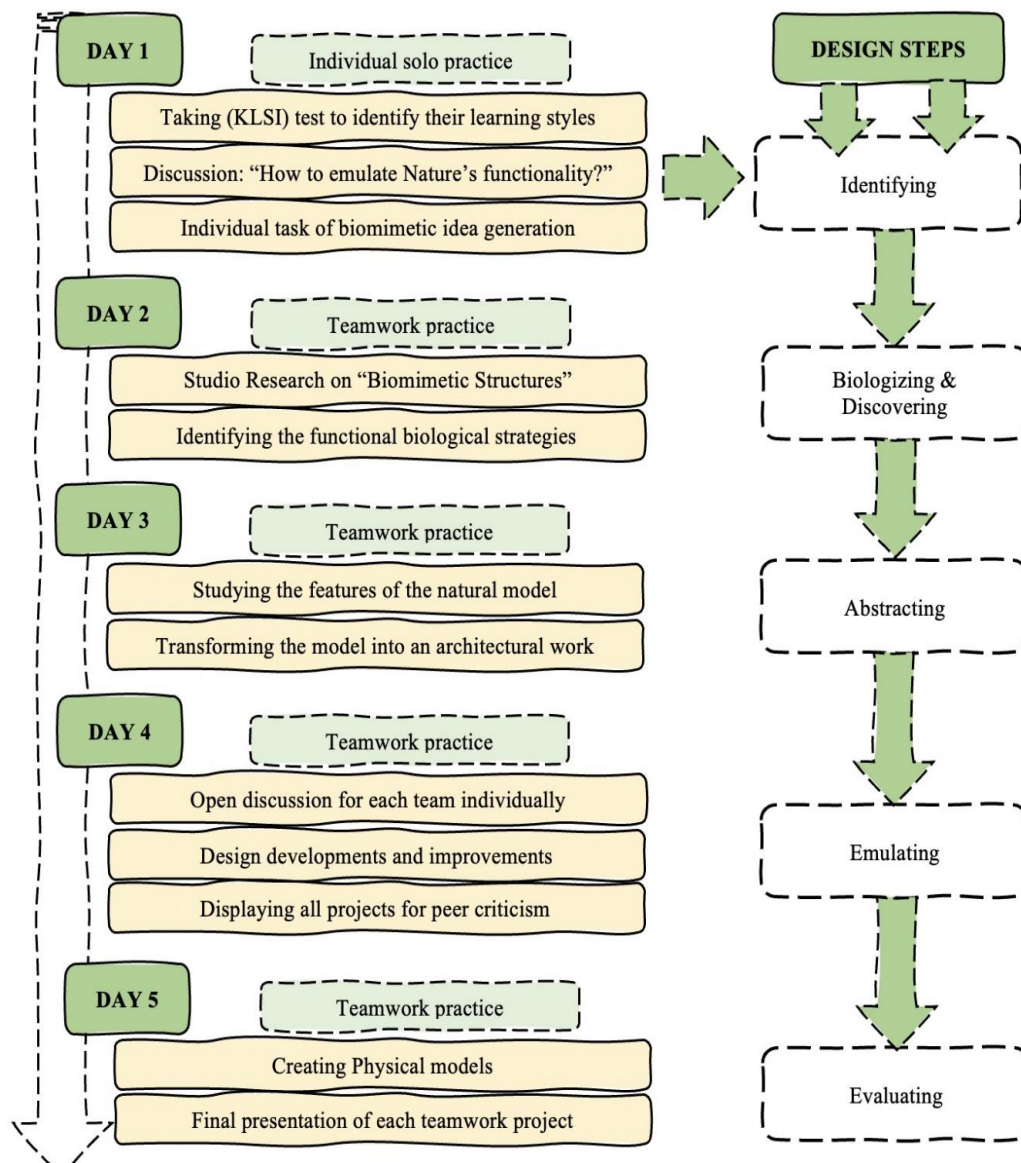 DAY 1
Individual solo practice
Taking (KLSI) test to identify their learning styles
Discussion: “How to emulate Nature’s functionality?”
Individual task of biomimetic idea generation
DAY 2
Teamwork practice
Studio Research on “Biomimetic Structures”
Identifying the functional biological strategies
DAY 3
Teamwork practice
Studying the features of the natural model
Transforming the model into an architectural work
DAY 4
Teamwork practice
Open discussion for each team individually
Design developments and improvements
Displaying all projects for peer criticism
DAY 5
Teamwork practice
Creating Physical models
Final presentation of each teamwork project
DESIGN STEPS
Identifying
Biologizing &
Discovering
Abstracting
Emulating
Evaluating